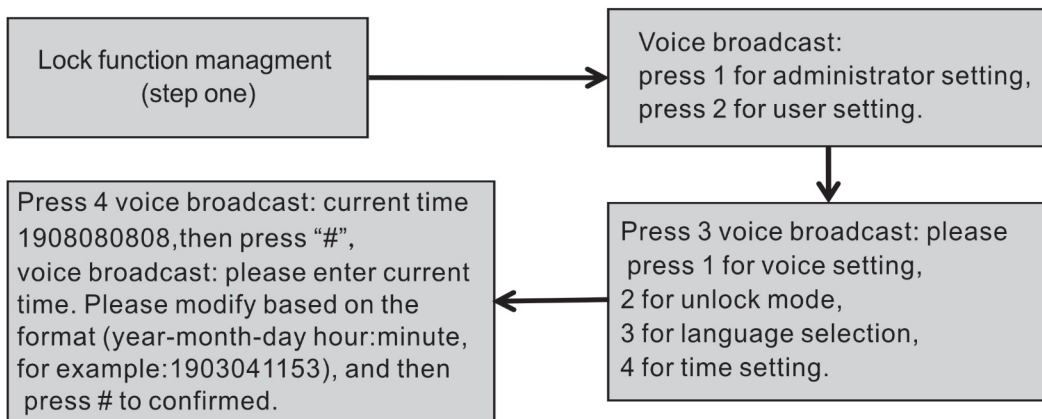 Lock function managment
(step one)
Voice broadcast:
press 1 for administrator setting,
press 2 for user setting.
Press 3 voice broadcast: please
press 1 for voice setting,
2 for unlock mode,
3 for language selection,
4 for time setting.
Press 4 voice broadcast: current time
1908080808,then press “#”,
voice broadcast: please enter current
time. Please modify based on the
format (year-month-day hour:minute,
for example:1903041153), and then
press # to confirmed.